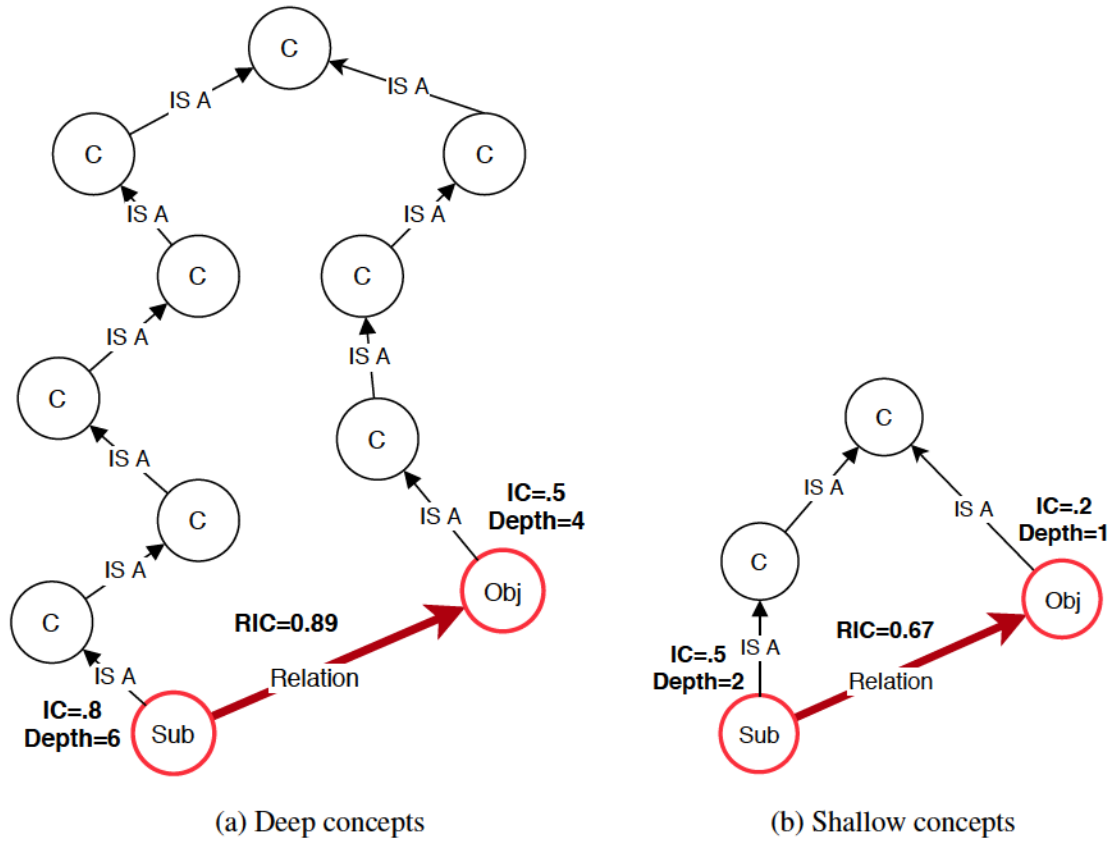 C
IS A
IS A
C
C
IS A
IS A
C
C
IS A
IS A
C
C
IS A
IS A
C
IC=.5
Depth=4
IS A
C
Obj
RIC=0.89
IS A
Relation
IC=.8
Depth=6
Sub
(a) Deep concepts
C
IS A
IS A
IC=.2
Depth=1
C
Obj
RIC=0.67
IS A
IC=.5
Depth=2
Relation
Sub
(b) Shallow concepts